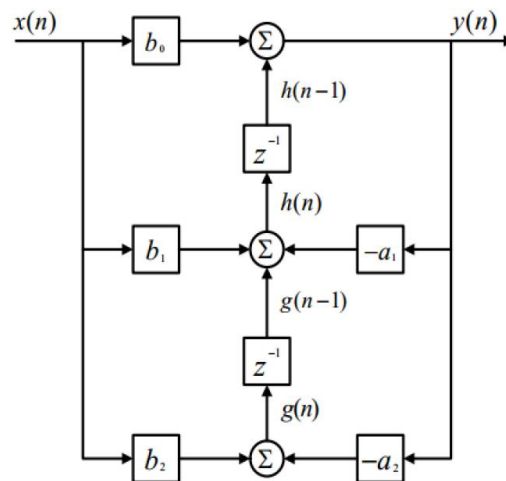 x(n) b₀ Σ y(n)
h(n−1)
z⁻¹
h(n)
b₁ Σ −a₁
g(n−1)
z⁻¹
g(n)
b₂ Σ −a₂